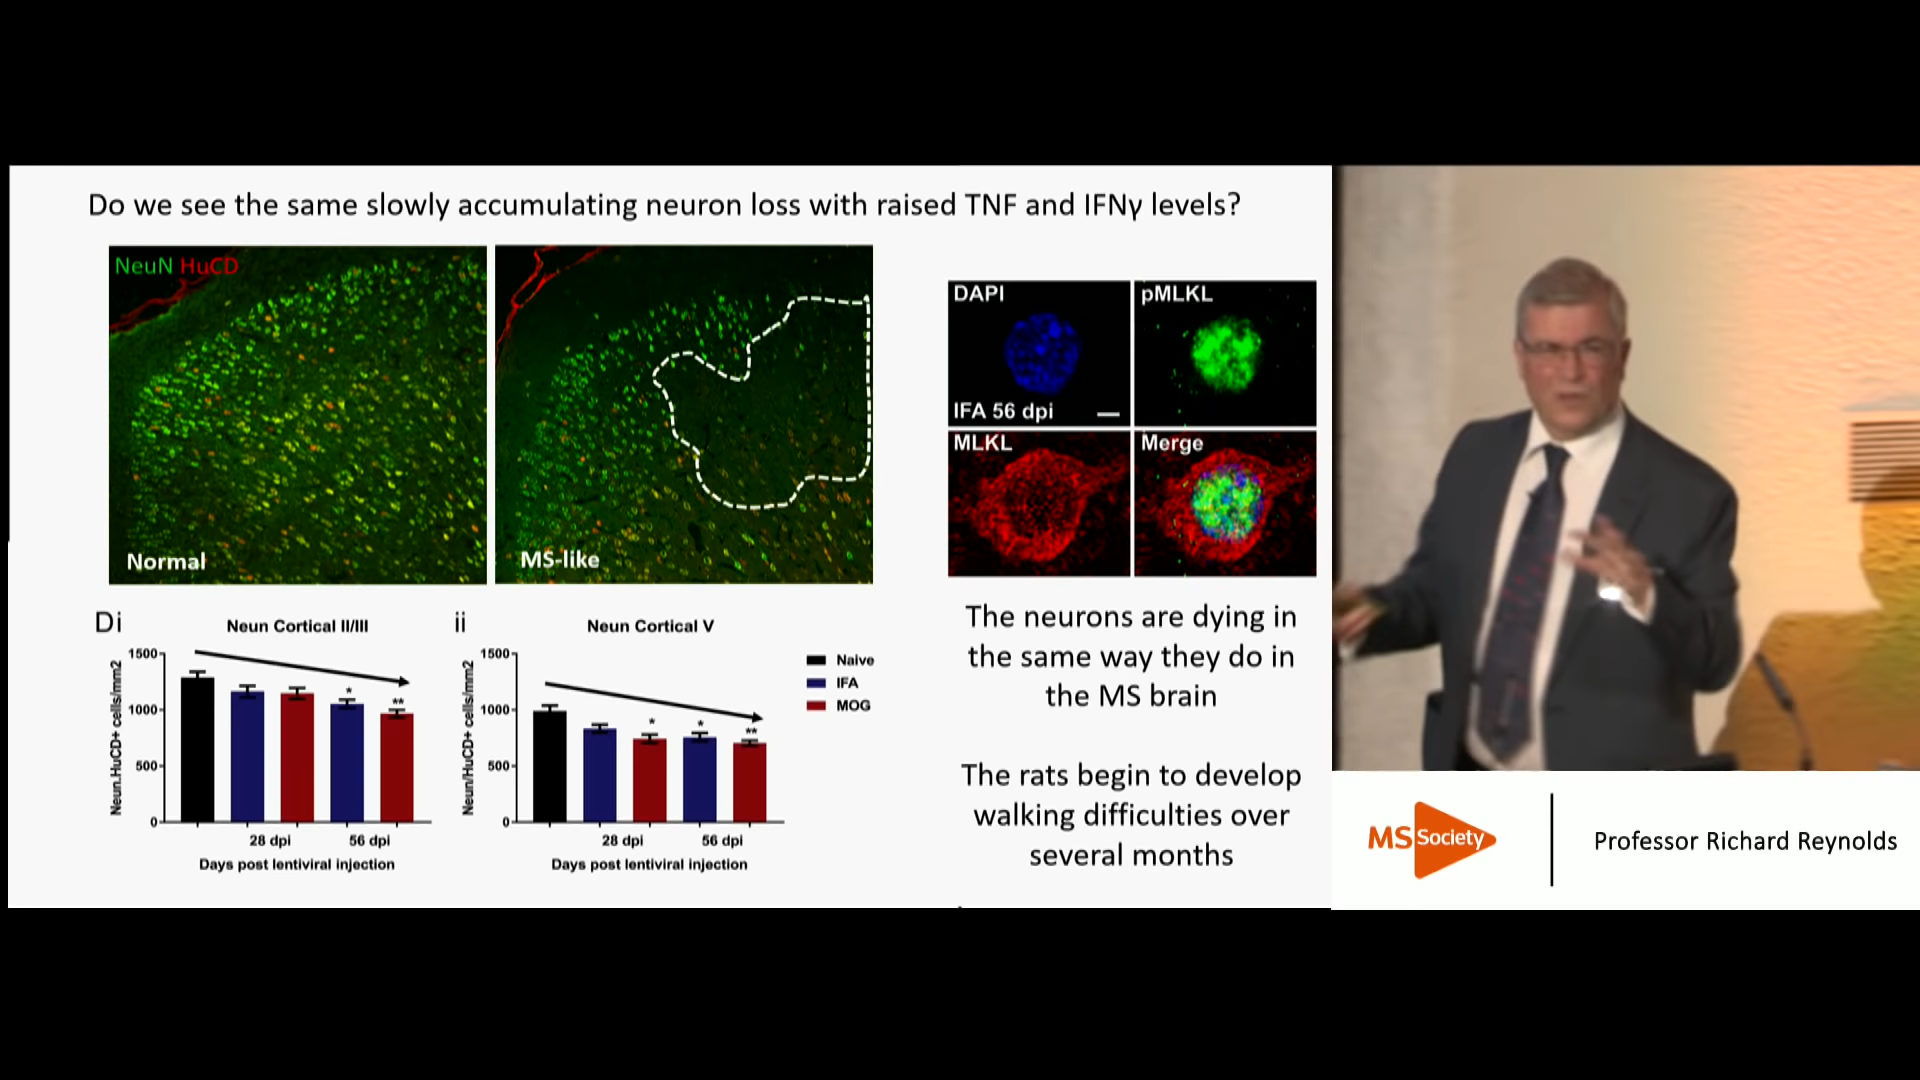 Do we see the same slowly accumulating neuron loss with raised TNF and IFNγ levels?
NeuN HuCD
Normal
MS-like
DAPI
pMLKL
IFA 56 dpi
MLKL
Merge
The neurons are dying in
the same way they do in
the MS brain
The rats begin to develop
walking difficulties over
several months
Di
Neun Cortical II/III
Neun.HuCD+ cells/mm2
1500
1000
500
0
*
**
28 dpi
56 dpi
Days post lentiviral injection
ii
Neun Cortical V
Neun/HuCD+ cells/mm2
1500
1000
500
0
*
*
**
28 dpi
56 dpi
Days post lentiviral injection
Naive
IFA
MOG
MS Society
Professor Richard Reynolds